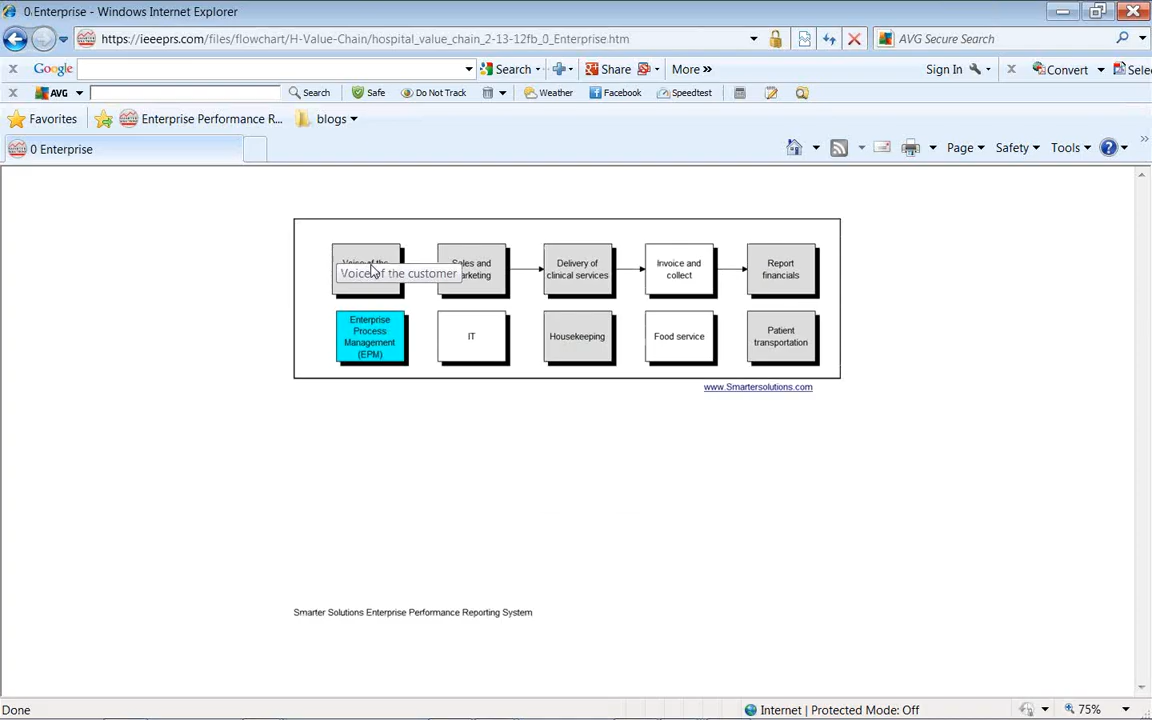 0 Enterprise - Windows Internet Explorer
https://ieeeprs.com/files/flowchart/H-Value-Chain/hospital_value_chain_2-13-12fb_0_Enterprise.htm
AVG Secure Search
x Google Search Share More » Sign In x Convert Selec
x AVG Search Safe Do Not Track Weather Facebook Speedtest
Favorites Enterprise Performance R... blogs
0 Enterprise Page Safety Tools
Voice of the customer
Sales and
Delivery of
clinical services
Invoice and
collect
Report
financials
Enterprise
Process
Management
(EPM)
IT
Housekeeping
Food service
Patient
transportation
www.Smartersolutions.com
Smarter Solutions Enterprise Performance Reporting System
Done Internet | Protected Mode: Off 75%